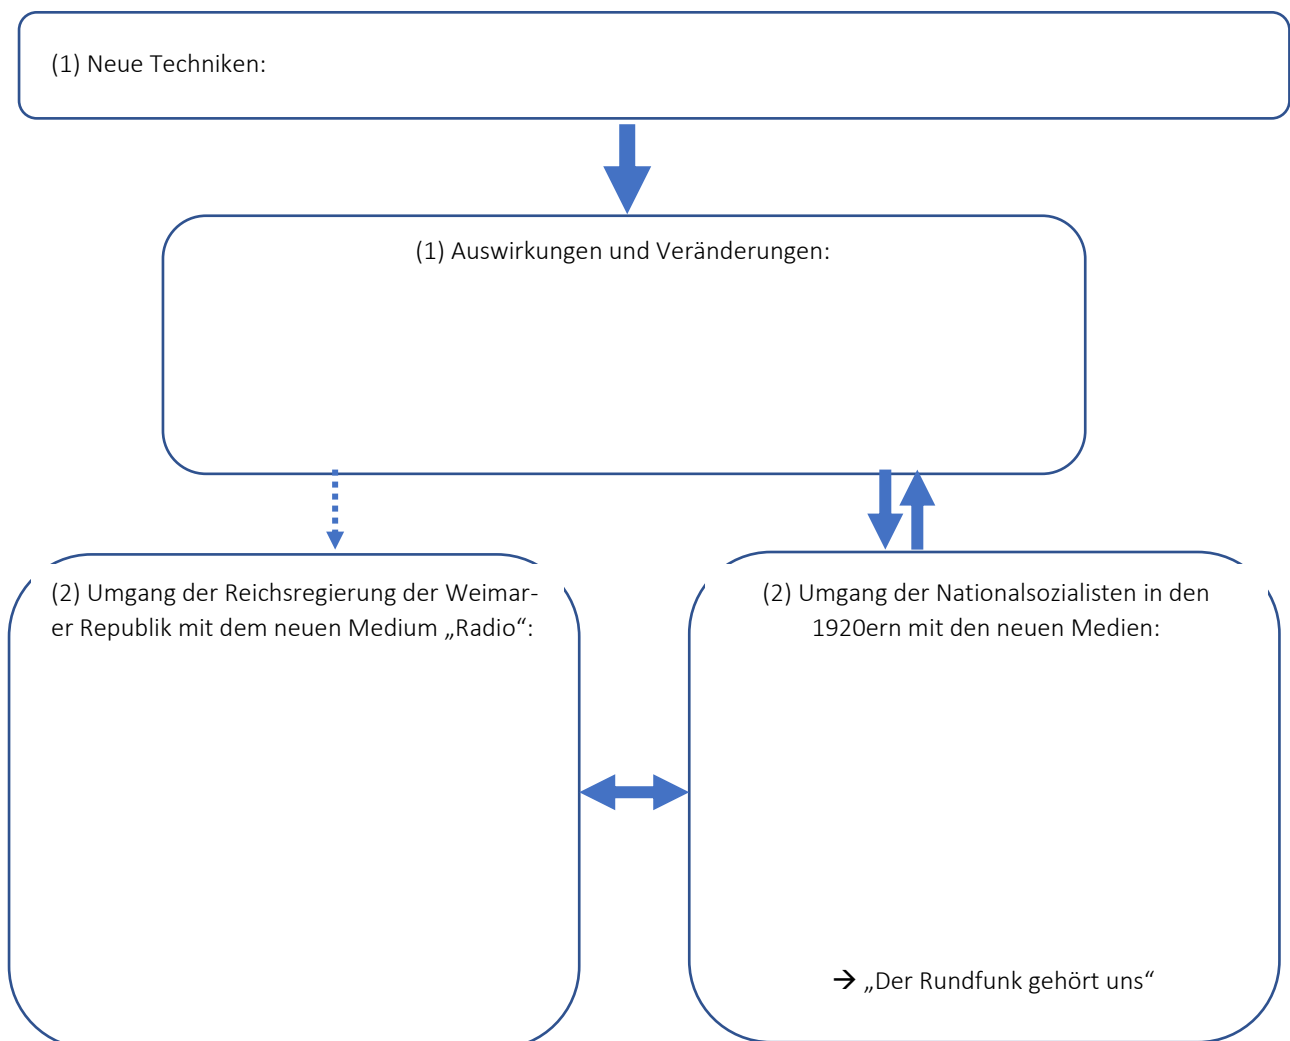 (1) Neue Techniken:
(1) Auswirkungen und Veränderungen:
(2) Umgang der Reichsregierung der Weimar-
er Republik mit dem neuen Medium „Radio“:
(2) Umgang der Nationalsozialisten in den
1920ern mit den neuen Medien:
→ „Der Rundfunk gehört uns“